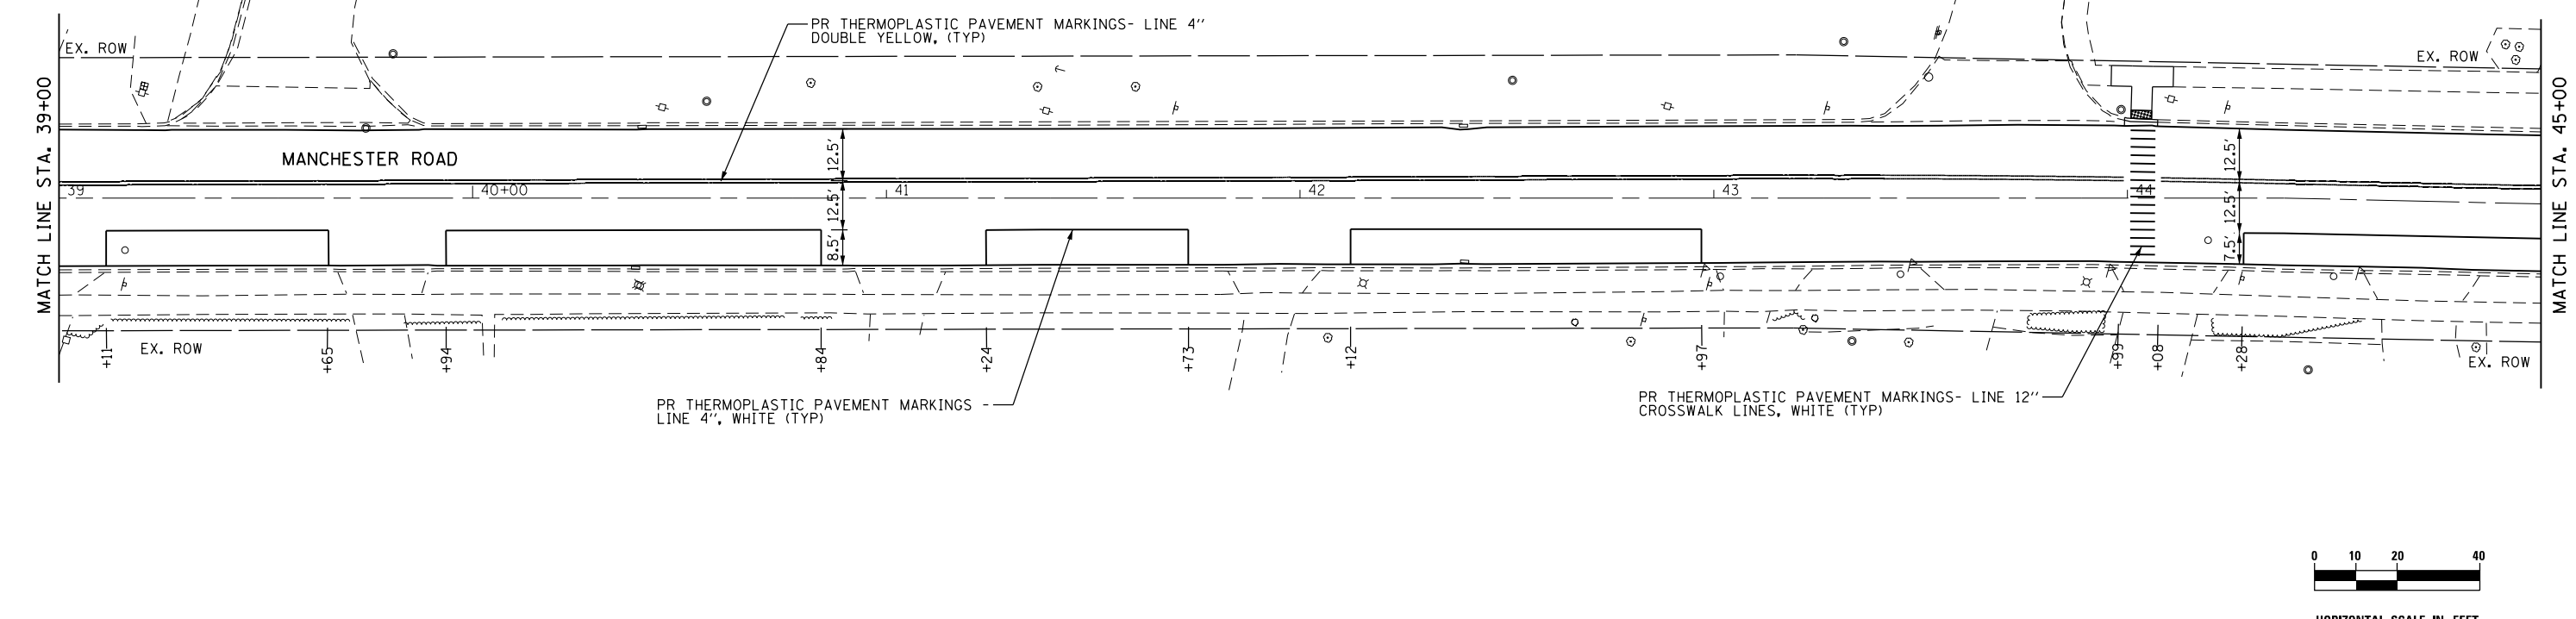 PR THERMOPLASTIC PAVEMENT MARKINGS- LINE 4"
DOUBLE YELLOW, (TYP)
EX. ROW
EX. ROW
MATCH LINE STA. 39+00
MATCH LINE STA. 45+00
MANCHESTER ROAD
12.5'
12.5'
8.5'
12.5'
12.5'
7.5'
39
40+00
41
42
43
44
+11
+65
+94
+84
+24
+73
+12
+97
+99
+08
+28
EX. ROW
EX. ROW
PR THERMOPLASTIC PAVEMENT MARKINGS -
LINE 4", WHITE (TYP)
PR THERMOPLASTIC PAVEMENT MARKINGS- LINE 12"
CROSSWALK LINES, WHITE (TYP)
0 10 20 40
HORIZONTAL SCALE IN FEET